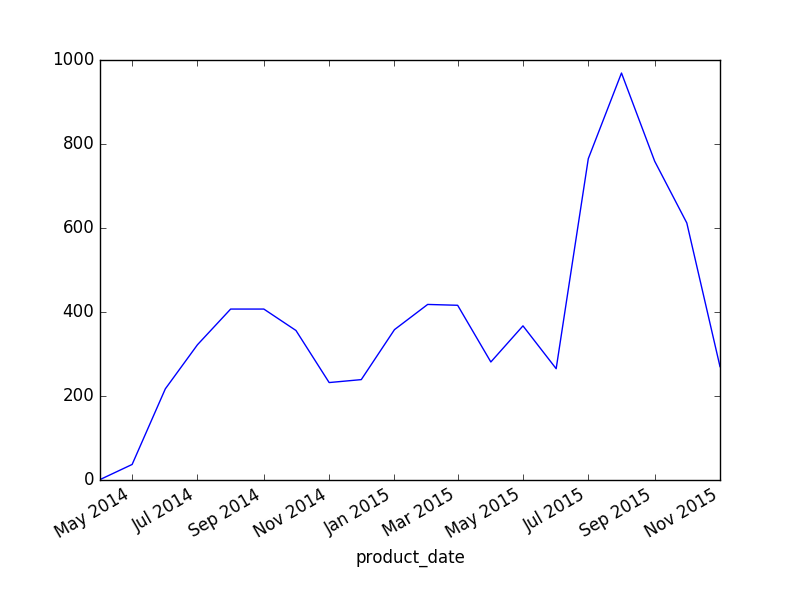 1000
800
600
400
200
0
May 2014
Jul 2014
Sep 2014
Nov 2014
Jan 2015
Mar 2015
May 2015
Jul 2015
Sep 2015
Nov 2015
product_date